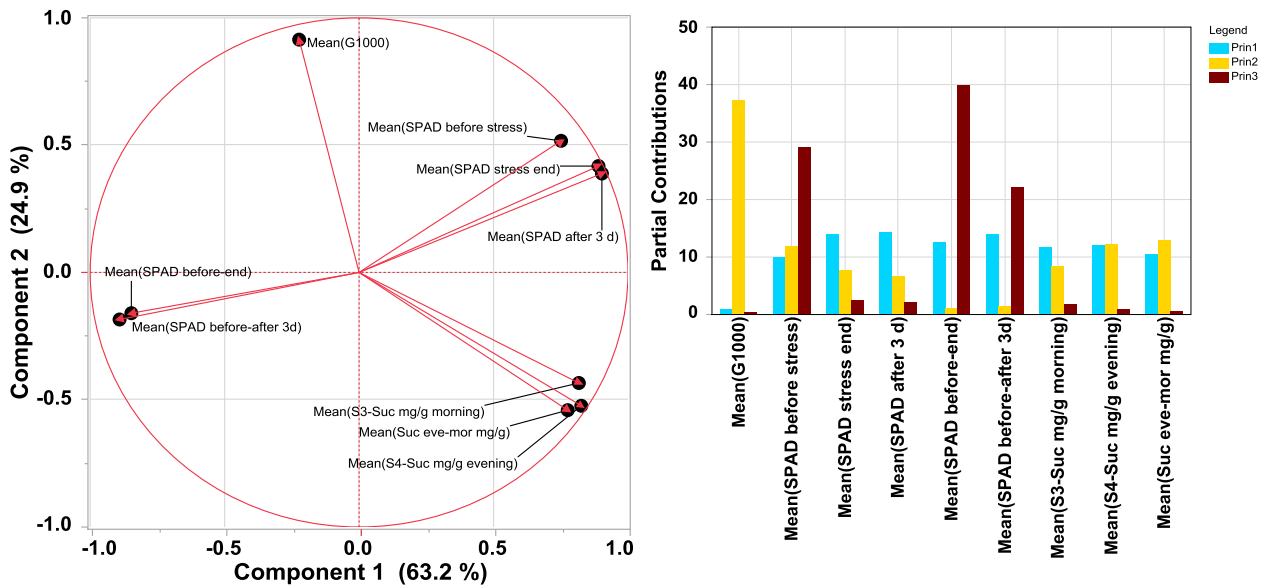 1.0
0.5
0.0
-0.5
-1.0
Component 2 (24.9 %)
Mean(G1000)
Mean(SPAD before stress)
Mean(SPAD stress end)
Mean(SPAD after 3 d)
Mean(SPAD before-end)
Mean(SPAD before-after 3d)
Mean(S3-Suc mg/g morning)
Mean(Suc eve-mor mg/g)
Mean(S4-Suc mg/g evening)
-1.0 -0.5 0.0 0.5 1.0
Component 1 (63.2 %)
50
40
30
20
10
0
Partial Contributions
Legend
Prin1
Prin2
Prin3
Mean(G1000)
Mean(SPAD before stress)
Mean(SPAD stress end)
Mean(SPAD after 3 d)
Mean(SPAD before-end)
Mean(SPAD before-after 3d)
Mean(S3-Suc mg/g morning)
Mean(S4-Suc mg/g evening)
Mean(Suc eve-mor mg/g)